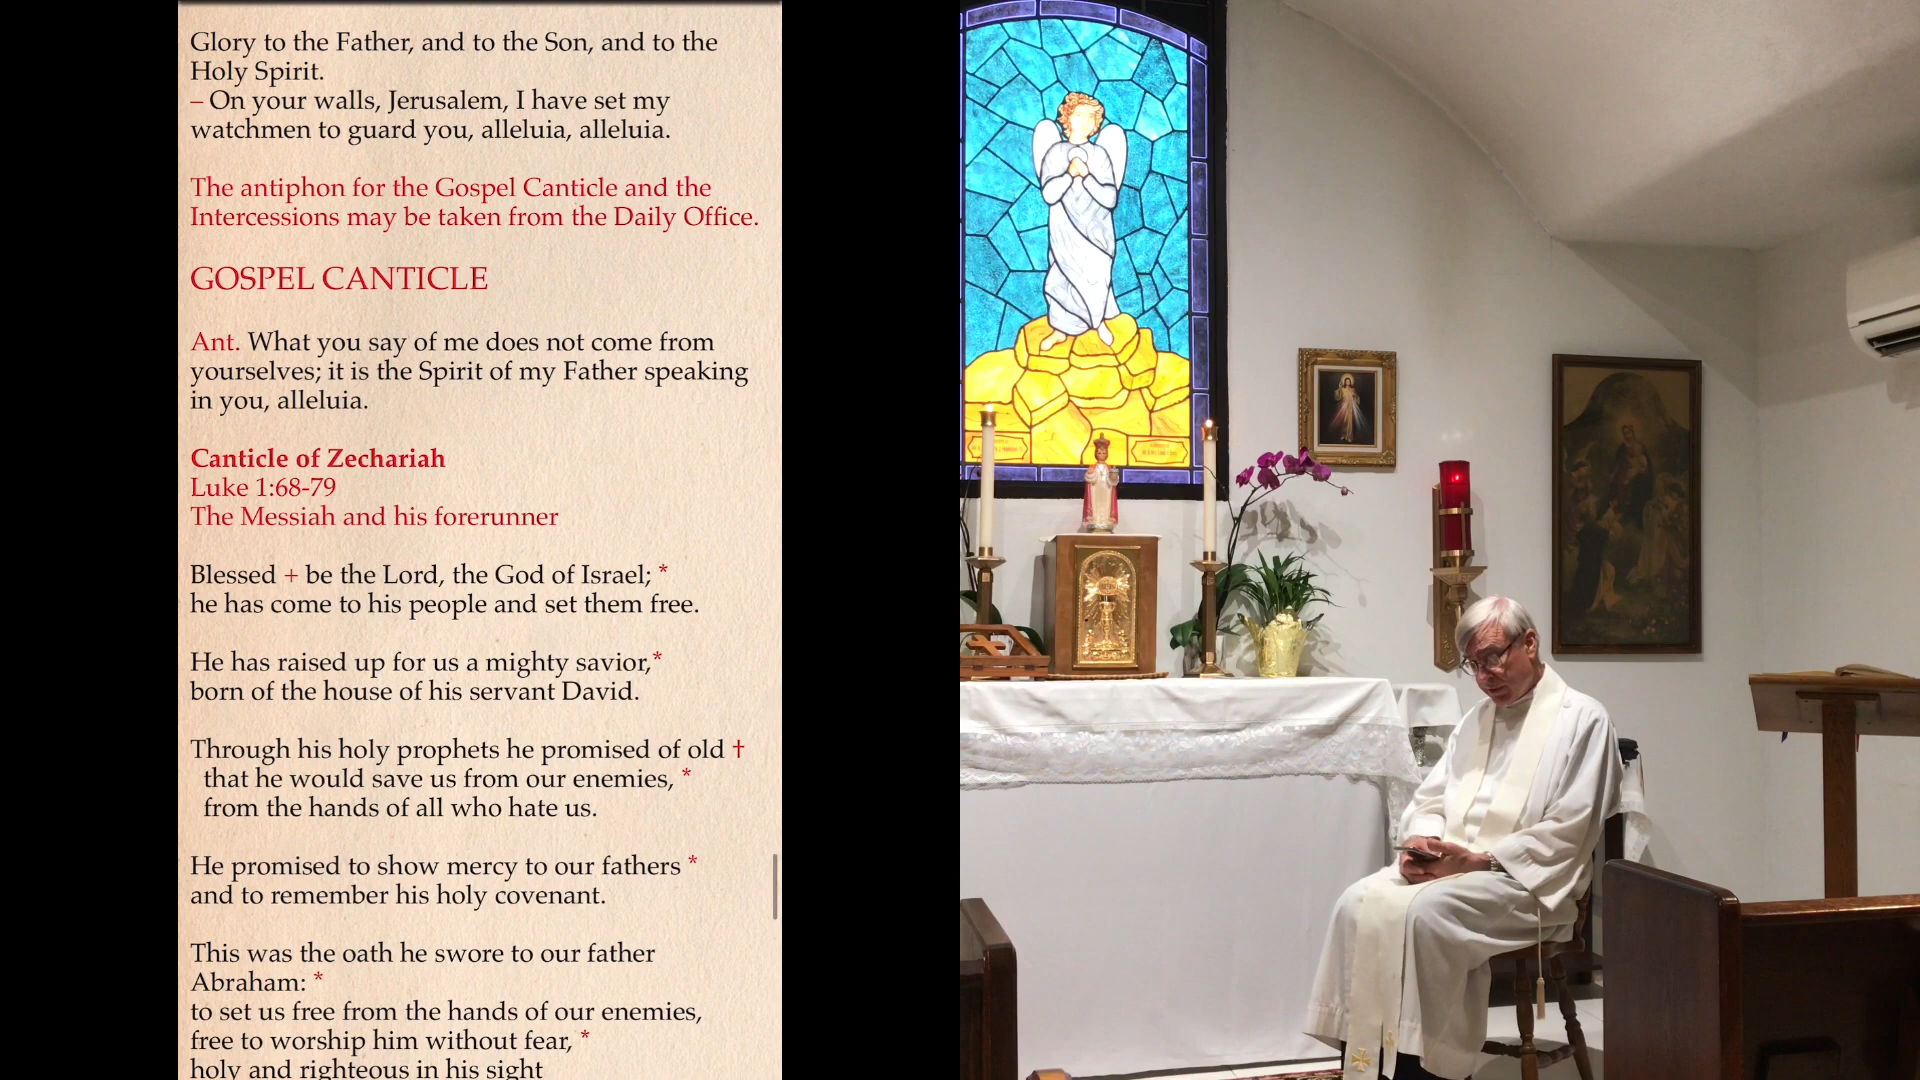 Glory to the Father, and to the Son, and to the
Holy Spirit.
– On your walls, Jerusalem, I have set my
watchmen to guard you, alleluia, alleluia.
The antiphon for the Gospel Canticle and the
Intercessions may be taken from the Daily Office.
GOSPEL CANTICLE
Ant. What you say of me does not come from
yourselves; it is the Spirit of my Father speaking
in you, alleluia.
Canticle of Zechariah
Luke 1:68-79
The Messiah and his forerunner
Blessed + be the Lord, the God of Israel; *
he has come to his people and set them free.
He has raised up for us a mighty savior,*
born of the house of his servant David.
Through his holy prophets he promised of old †
that he would save us from our enemies, *
from the hands of all who hate us.
He promised to show mercy to our fathers *
and to remember his holy covenant.
This was the oath he swore to our father
Abraham: *
to set us free from the hands of our enemies,
free to worship him without fear, *
holy and righteous in his sight